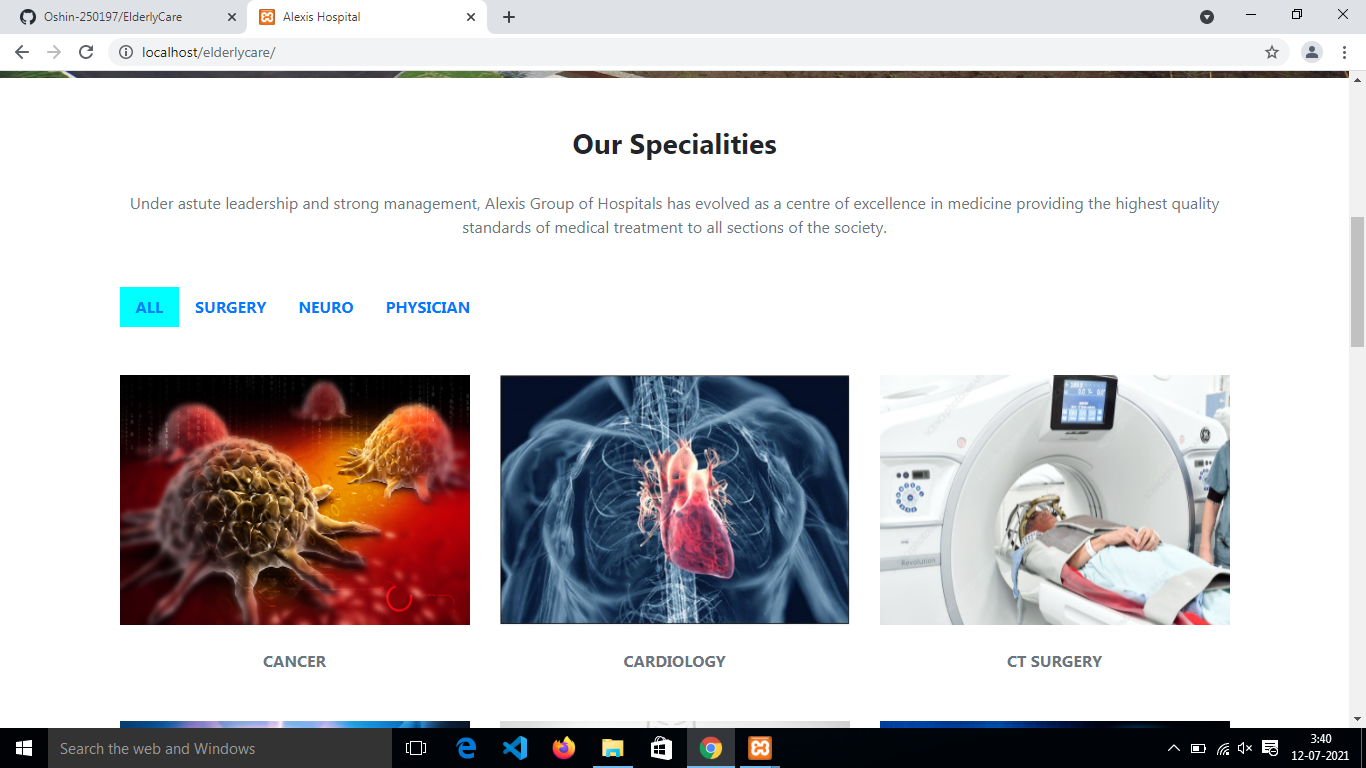 Oshin-250197/ElderlyCare
Alexis Hospital
localhost/elderlycare/
Our Specialities
Under astute leadership and strong management, Alexis Group of Hospitals has evolved as a centre of excellence in medicine providing the highest quality
standards of medical treatment to all sections of the society.
ALL SURGERY NEURO PHYSICIAN
Revolution
CANCER CARDIOLOGY CT SURGERY
Search the web and Windows
3:40
12-07-2021